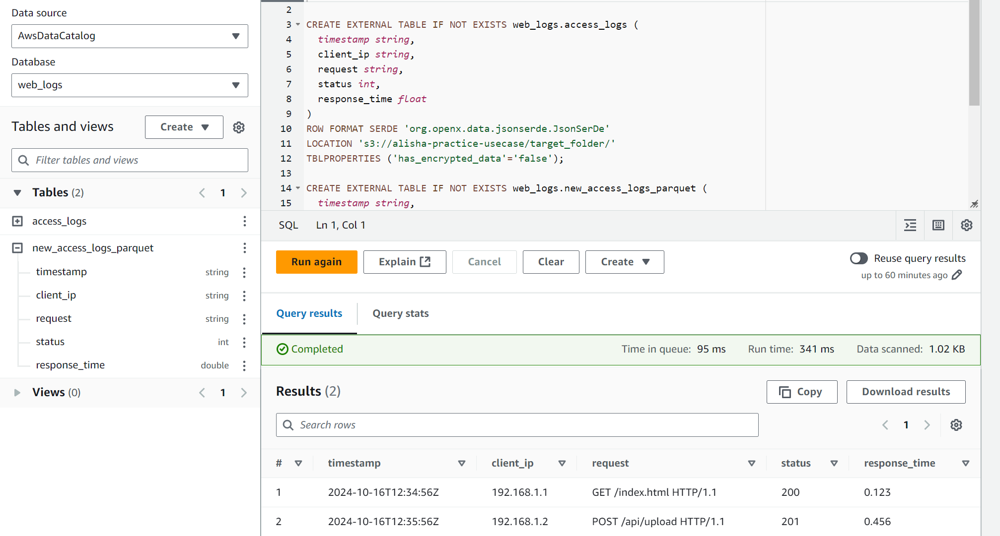 Data source
AwsDataCatalog
Database
web_logs
Tables and views
Create
Filter tables and views
Tables (2)
1
access_logs
new_access_logs_parquet
timestamp string
client_ip string
request string
status int
response_time double
Views (0)
1
2
3 CREATE EXTERNAL TABLE IF NOT EXISTS web_logs.access_logs (
4 timestamp string,
5 client_ip string,
6 request string,
7 status int,
8 response_time float
9 )
10 ROW FORMAT SERDE 'org.openx.data.jsonserde.JsonSerDe'
11 LOCATION 's3://alisha-practice-usecase/target_folder/'
12 TBLPROPERTIES ('has_encrypted_data'='false');
13
14 CREATE EXTERNAL TABLE IF NOT EXISTS web_logs.new_access_logs_parquet (
15 timestamp string,
SQL Ln 1, Col 1
Run again Explain Cancel Clear Create
Reuse query results
up to 60 minutes ago
Query results Query stats
Completed Time in queue: 95 ms Run time: 341 ms Data scanned: 1.02 KB
Results (2) Copy Download results
Search rows 1
# timestamp client_ip request status response_time
1 2024-10-16T12:34:56Z 192.168.1.1 GET /index.html HTTP/1.1 200 0.123
2 2024-10-16T12:35:56Z 192.168.1.2 POST /api/upload HTTP/1.1 201 0.456